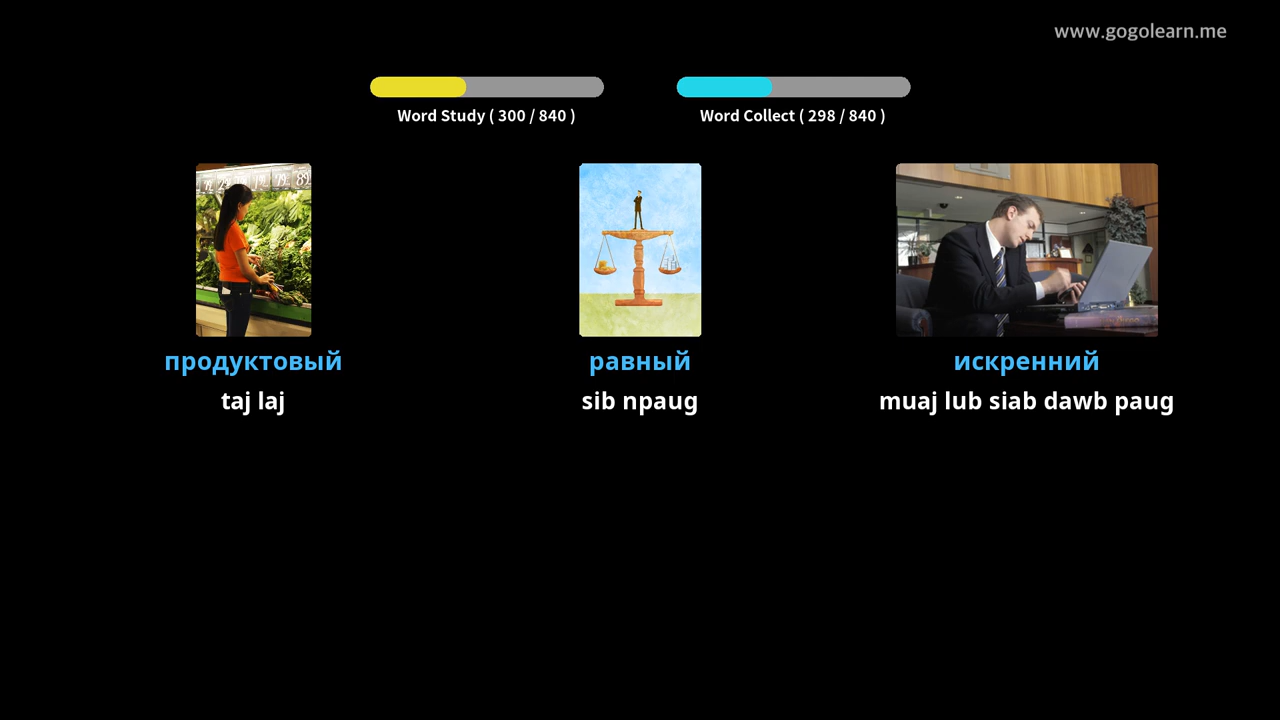 www.gogolearn.me
Word Study ( 300 / 840 )
Word Collect ( 298 / 840 )
продуктовый
taj laj
равный
sib npaug
искренний
muaj lub siab dawb paug